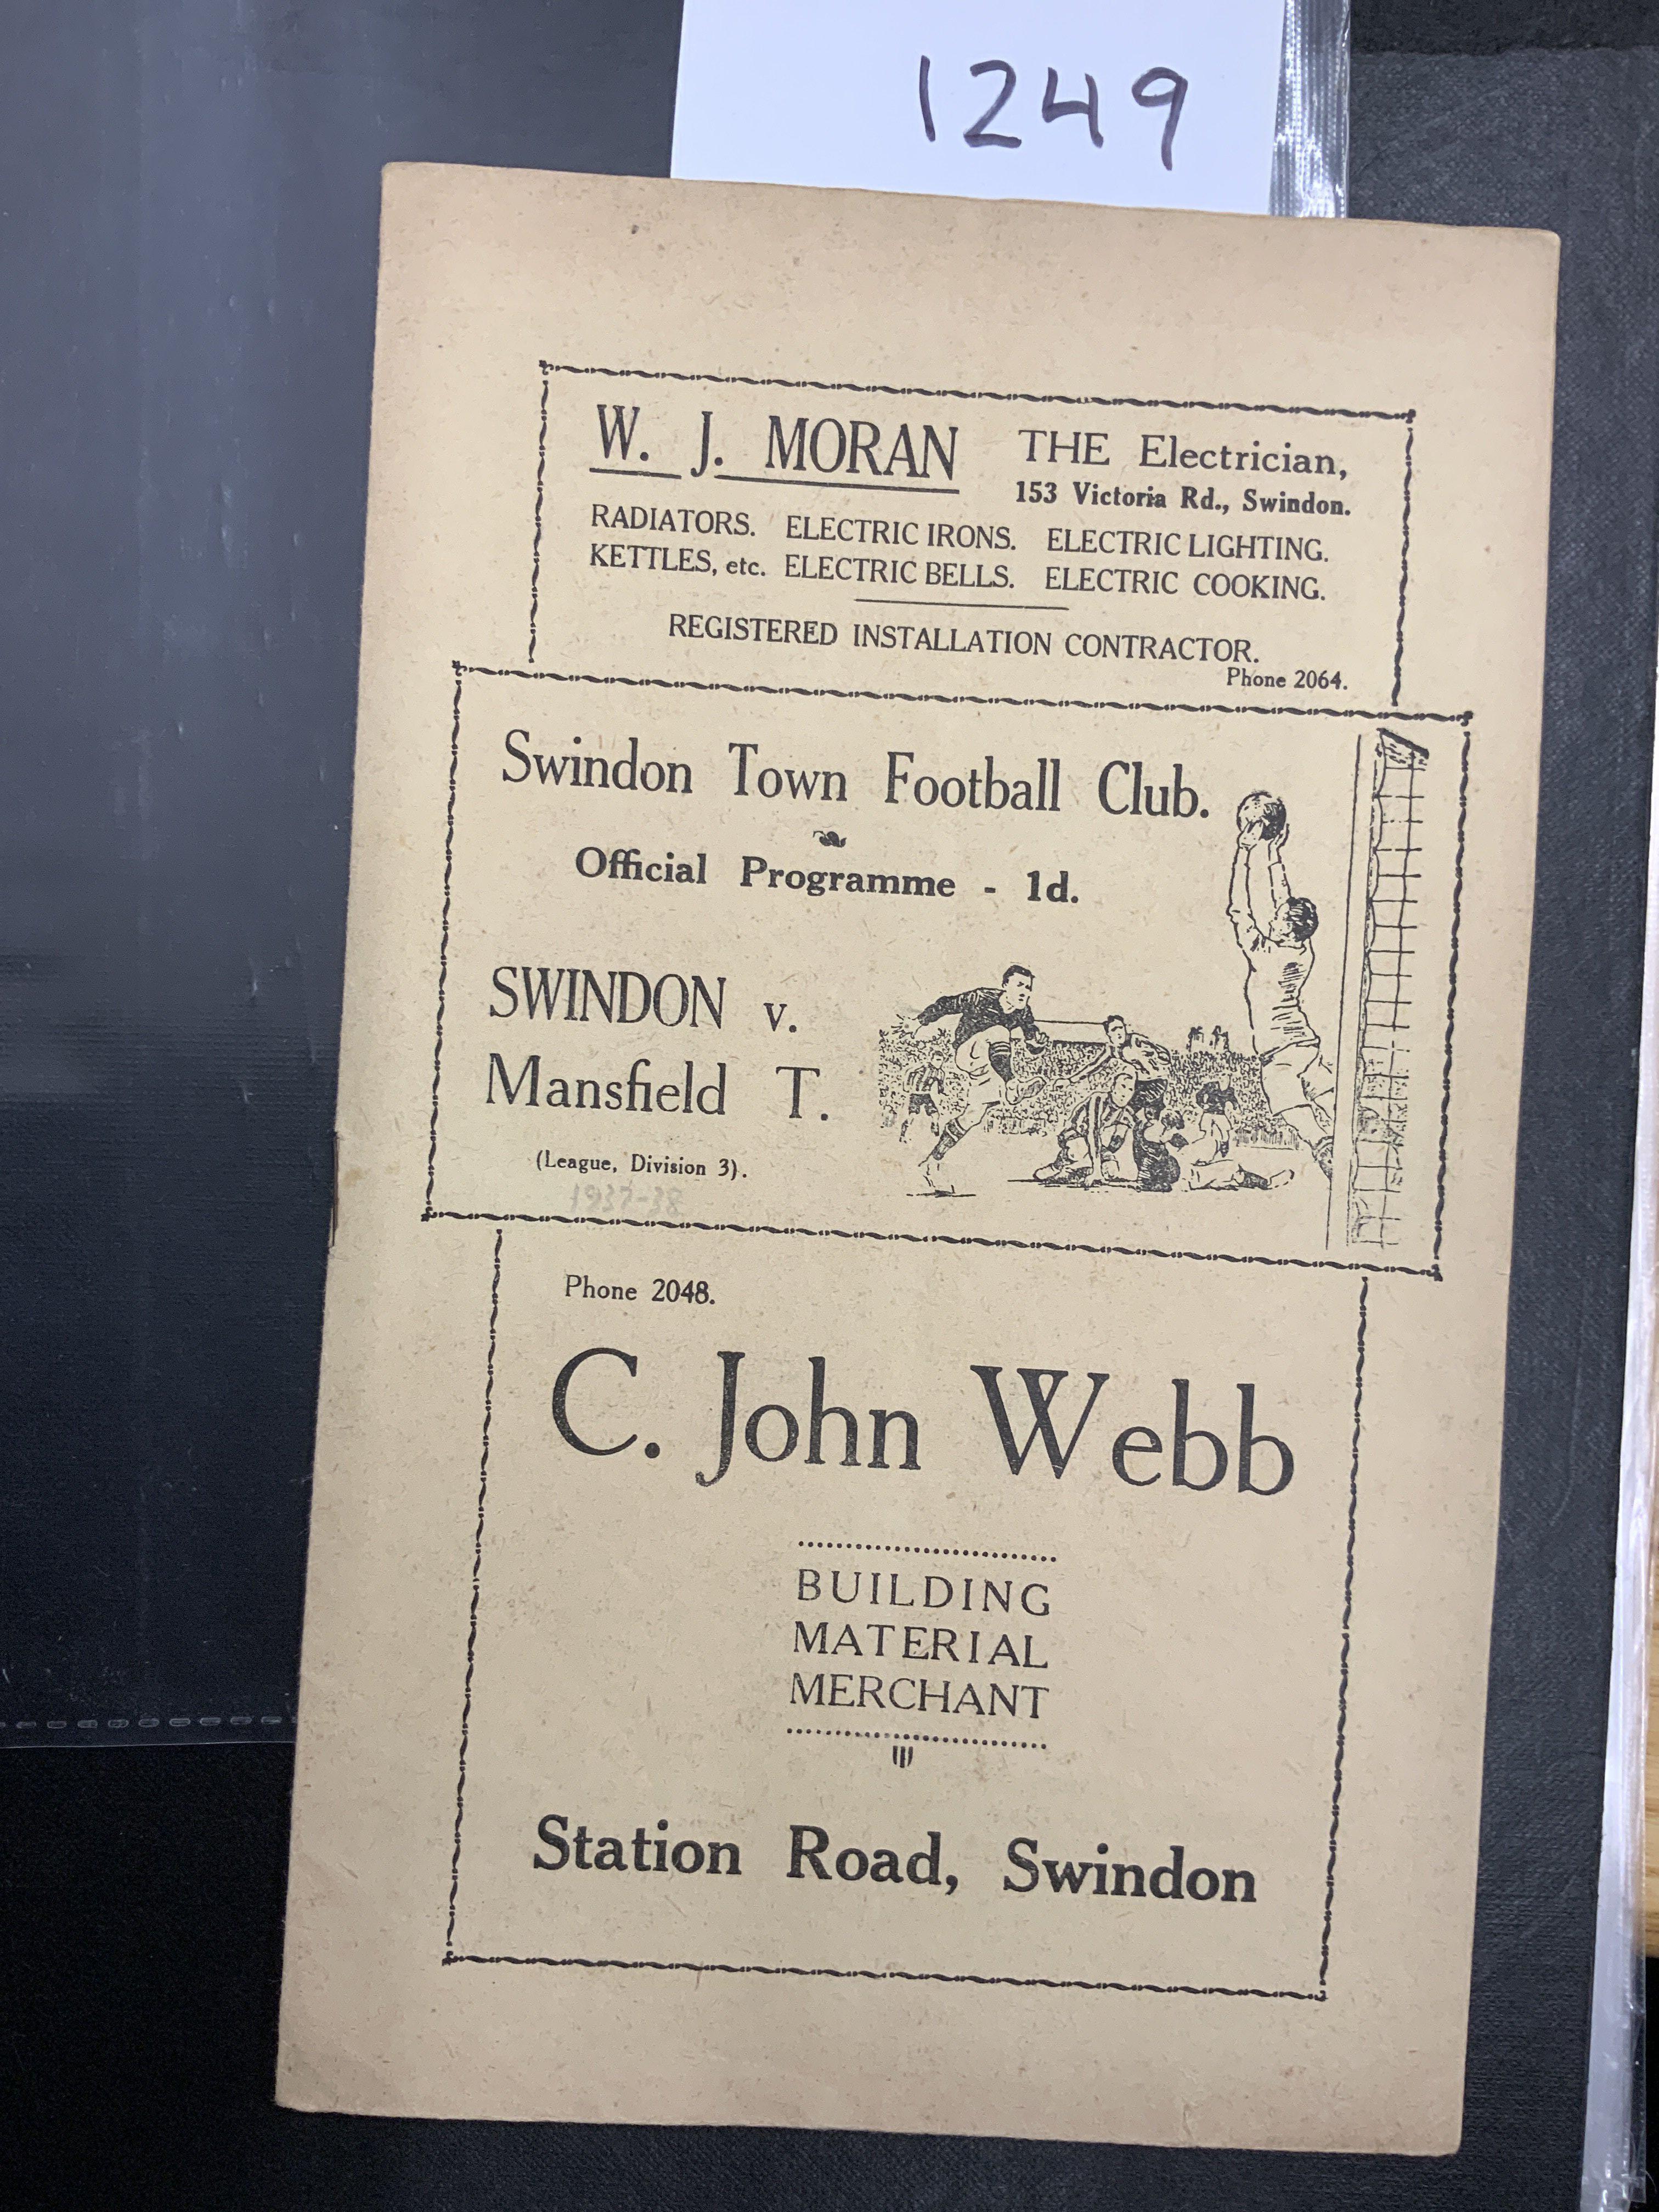 1249
W. J. MORAN THE Electrician,
153 Victoria Rd., Swindon.
RADIATORS. ELECTRIC IRONS. ELECTRIC LIGHTING.
KETTLES, etc. ELECTRIC BELLS. ELECTRIC COOKING.
REGISTERED INSTALLATION CONTRACTOR.
Phone 2064.
Swindon Town Football Club.
Official Programme - 1d.
SWINDON v.
Mansfield T.
(League, Division 3).
1937-38
Phone 2048.
C. John Webb
BUILDING
MATERIAL
MERCHANT
Station Road, Swindon